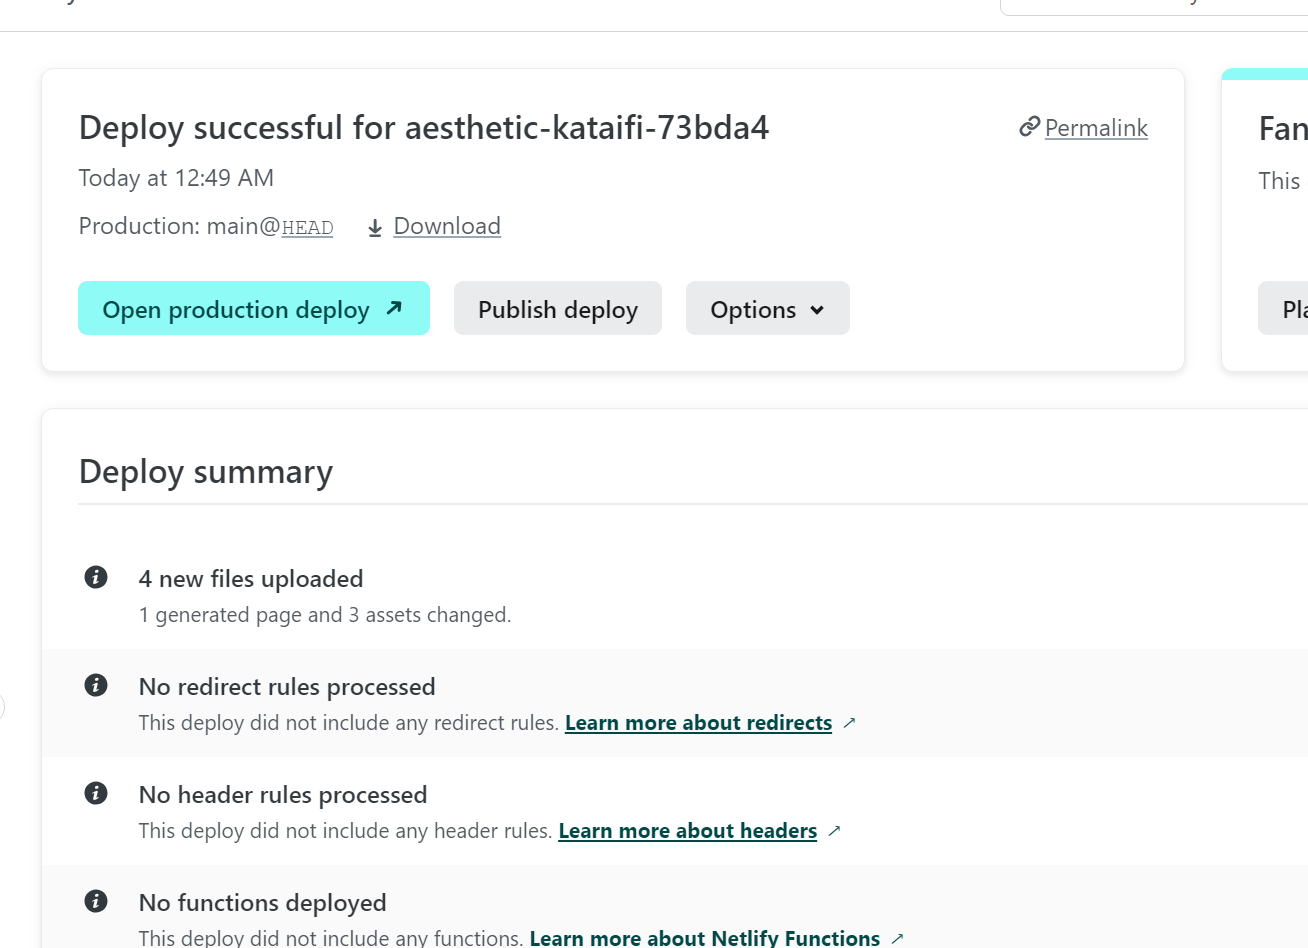 Deploy successful for aesthetic-kataifi-73bda4
Permalink
Today at 12:49 AM
Production: main@HEAD
Download
Open production deploy
Publish deploy
Options
Fan
This
Pla
Deploy summary
4 new files uploaded
1 generated page and 3 assets changed.
No redirect rules processed
This deploy did not include any redirect rules. Learn more about redirects
No header rules processed
This deploy did not include any header rules. Learn more about headers
No functions deployed
This deploy did not include any functions. Learn more about Netlify Functions